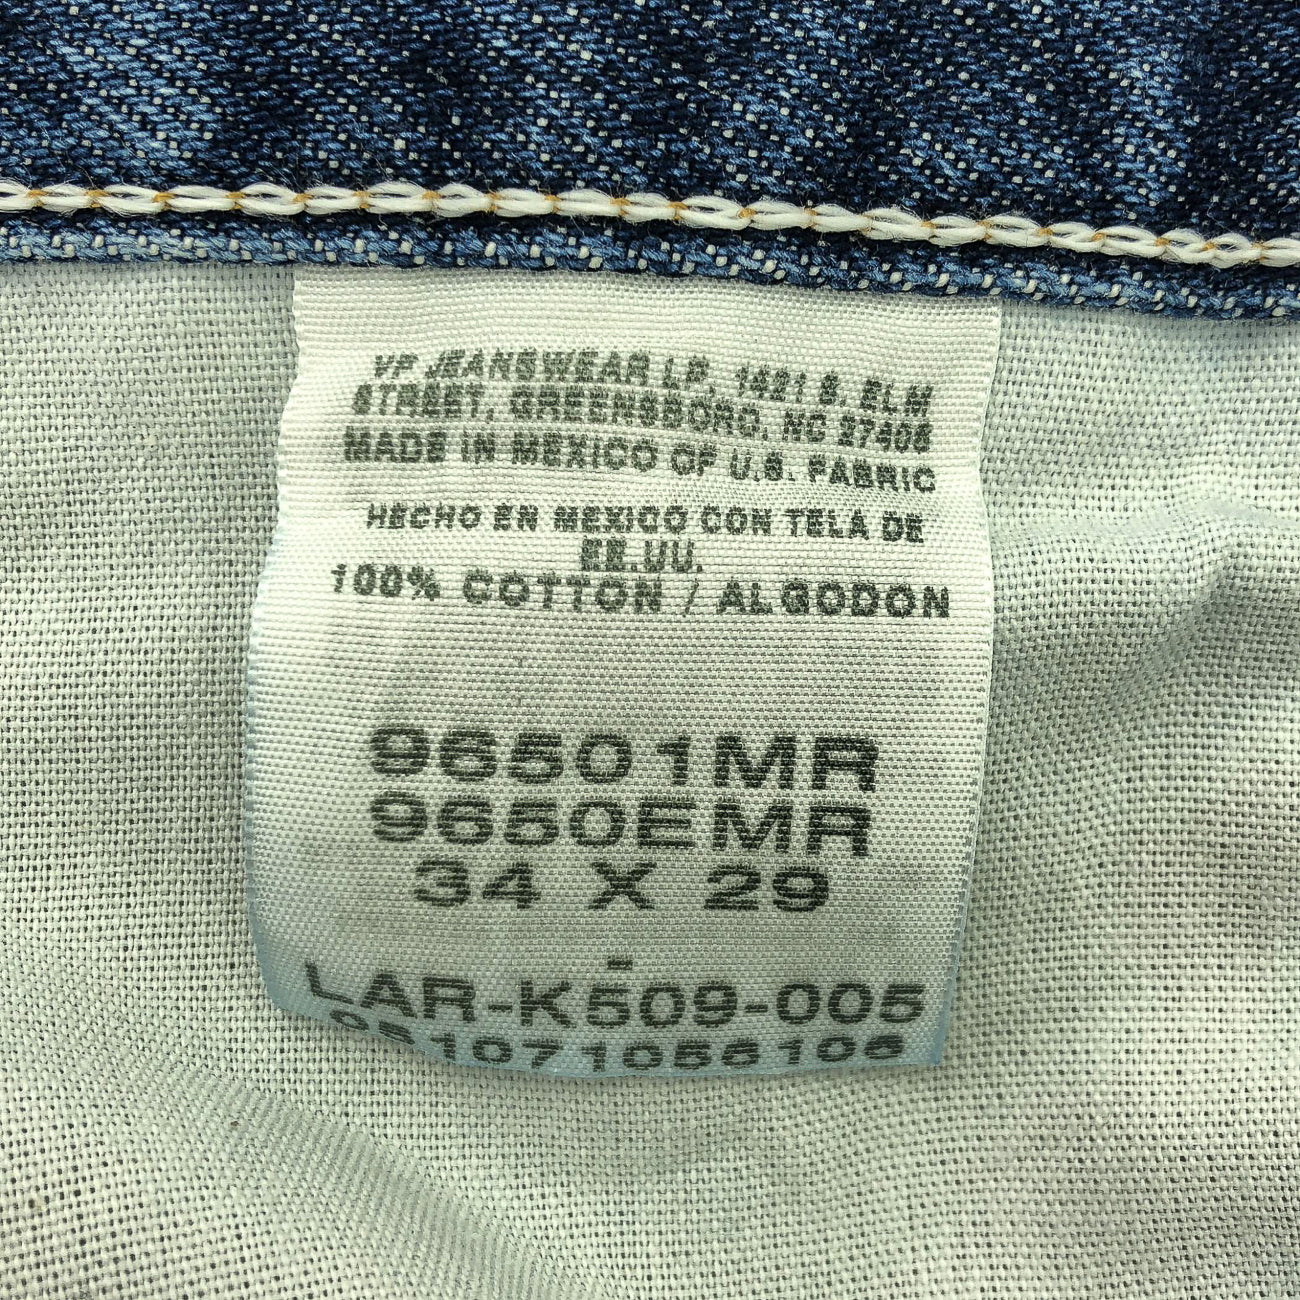 VF JEANSWEAR LP, 1421 S. ELM
STREET, GREENSBORO, NC 27406
MADE IN MEXICO OF U.S. FABRIC
HECHO EN MEXICO CON TELA DE
EE.UU.
100% COTTON / ALGODON
96501MR
9650EMR
34 X 29
-
LAR-K509-005
051071056106